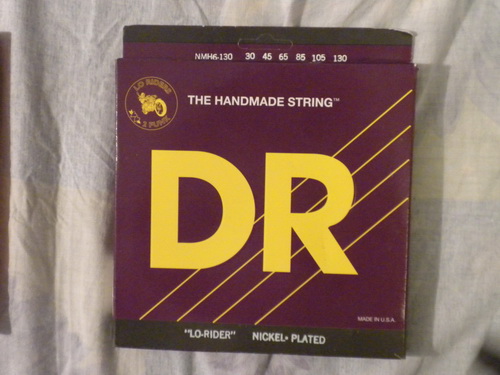 NMH6-130 30 45 65 85 105 130
LO RIDERS
THE HANDMADE STRING™
DR
MADE IN U.S.A.
"LO-RIDER" NICKEL-PLATED